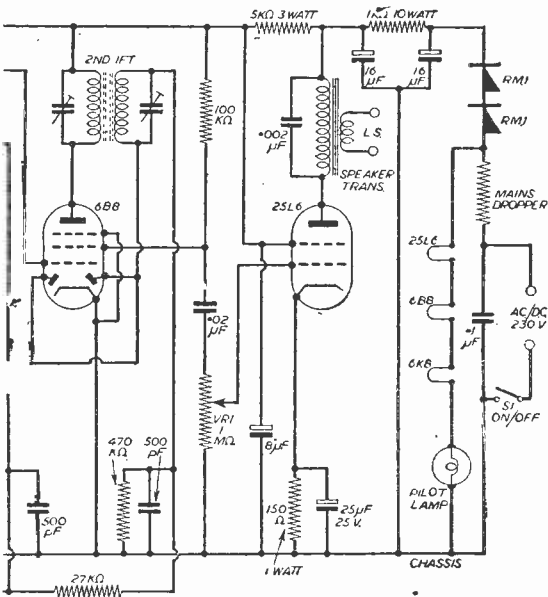 5KΩ 3 WATT
1KΩ 10 WATT
2ND IFT
16
μF
16
μF
RM1
RM1
100
KΩ
·002
μF
L.S.
SPEAKER
TRANS.
MAINS
DROPPER
6B8
25L6
25L6
6B8
6K8
·02
μF
·1
μF
AC/DC
230 V
S1
ON/OFF
VR1
1
MΩ
8μF
470
KΩ
500
pF
500
pF
150
Ω
25μF
25 V.
PILOT
LAMP
1 WATT
CHASSIS
27KΩ